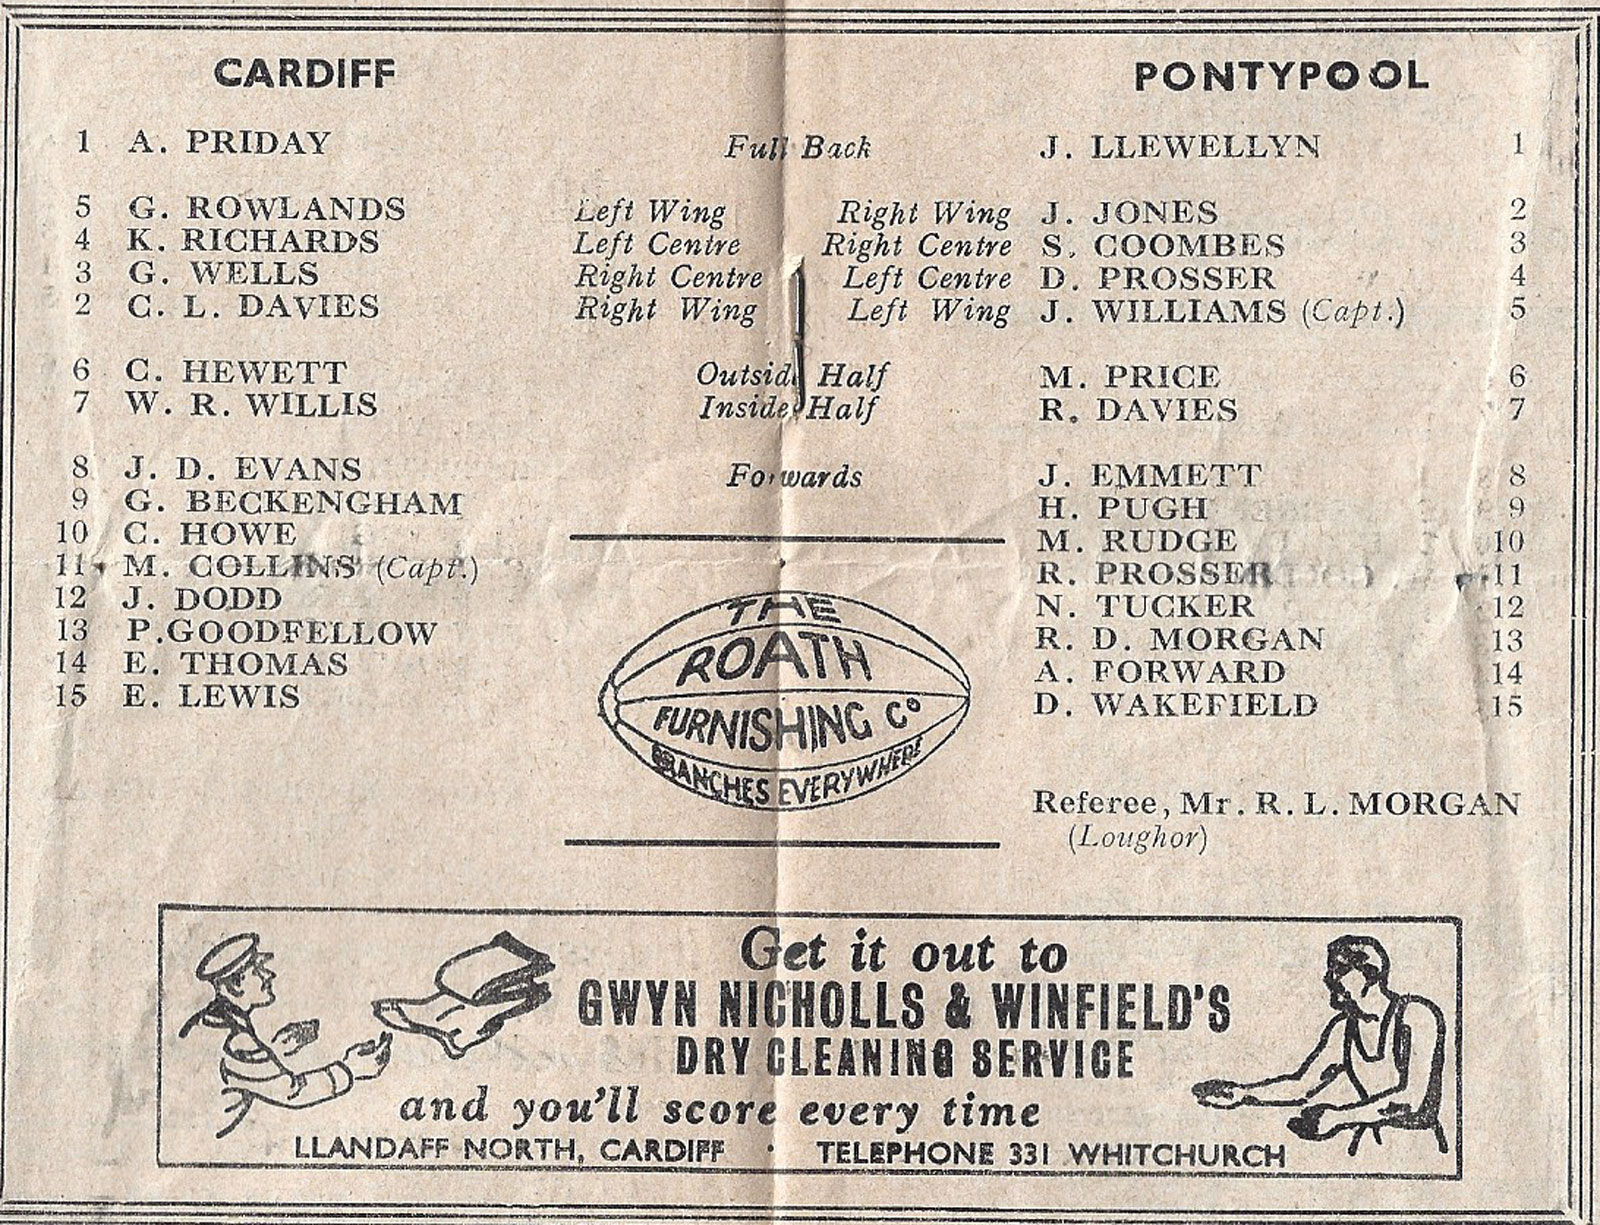 CARDIFF PONTYPOOL
1 A. PRIDAY Full Back J. LLEWELLYN 1
5 G. ROWLANDS Left Wing Right Wing J. JONES 2
4 K. RICHARDS Left Centre Right Centre S. COOMBES 3
3 G. WELLS Right Centre Left Centre D. PROSSER 4
2 C. L. DAVIES Right Wing Left Wing J. WILLIAMS (Capt.) 5
6 C. HEWETT Outside Half M. PRICE 6
7 W. R. WILLIS Inside Half R. DAVIES 7
8 J. D. EVANS Forwards J. EMMETT 8
9 G. BECKENGHAM H. PUGH 9
10 C. HOWE M. RUDGE 10
11 M. COLLINS (Capt.) R. PROSSER 11
12 J. DODD N. TUCKER 12
13 P. GOODFELLOW R. D. MORGAN 13
14 E. THOMAS A. FORWARD 14
15 E. LEWIS D. WAKEFIELD 15
THE
ROATH
FURNISHING Co
BRANCHES EVERYWHERE
Referee, Mr. R. L. MORGAN
(Loughor)
Get it out to
GWYN NICHOLLS & WINFIELD'S
DRY CLEANING SERVICE
and you'll score every time
LLANDAFF NORTH, CARDIFF · TELEPHONE 331 WHITCHURCH